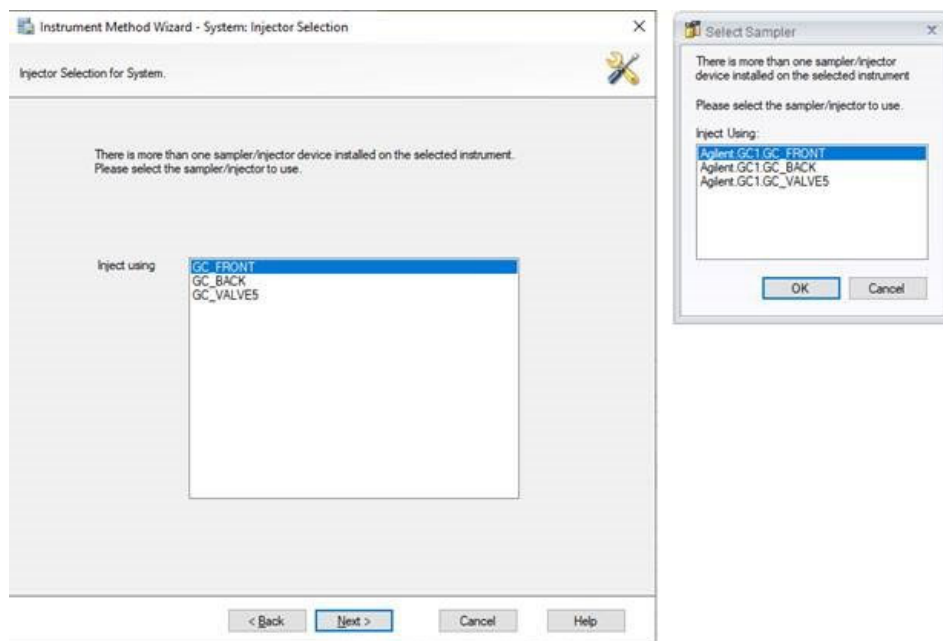 Instrument Method Wizard - System: Injector Selection
Injector Selection for System.
There is more than one sampler/injector device installed on the selected instrument.
Please select the sampler/injector to use.
Inject using
GC_FRONT
GC_BACK
GC_VALVE5
< Back
Next >
Cancel
Help
Select Sampler
There is more than one sampler/injector
device installed on the selected instrument
Please select the sampler/injector to use.
Inject Using:
Agilent.GC1.GC_FRONT
Agilent.GC1.GC_BACK
Agilent.GC1.GC_VALVE5
OK
Cancel